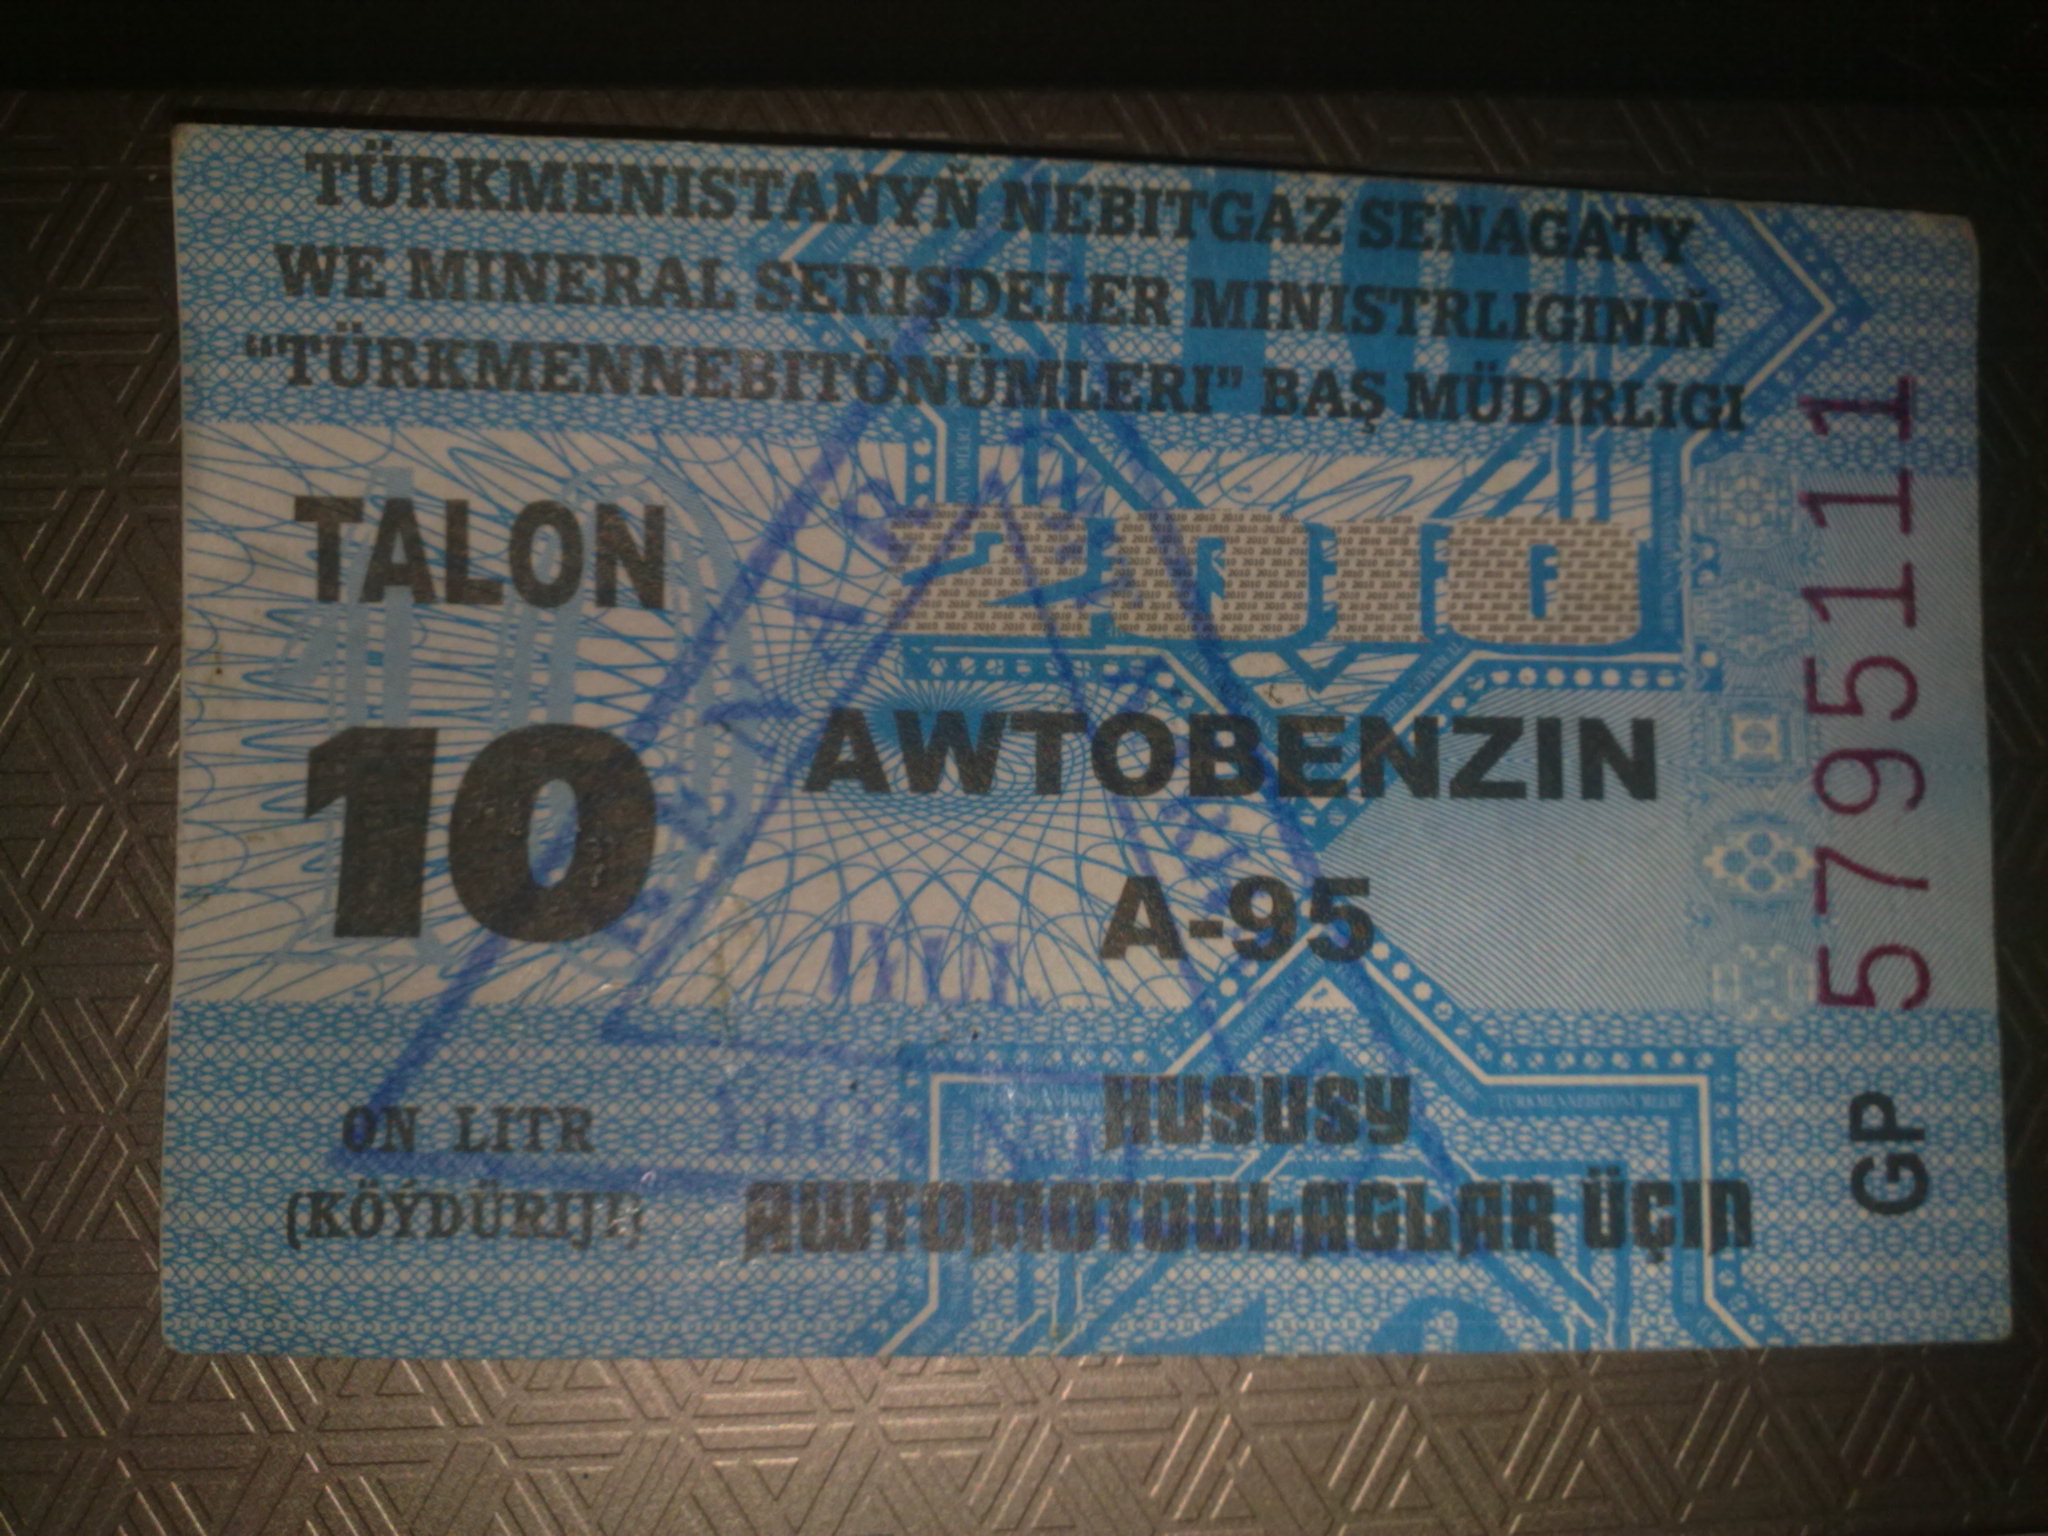 TÜRKMENISTANYŇ NEBITGAZ SENAGATY
WE MINERAL SERIŞDELER MINISTRLIGINIŇ
"TÜRKMENNEBITÖNÜMLERI" BAŞ MÜDIRLIGI
TALON
2010
10
AWTOBENZIN
A-95
ON LITR
(KÖÝDÜRIJI)
HUSUSY
AWTOMOTOULAGLAR ÜÇIN
GP 5795111